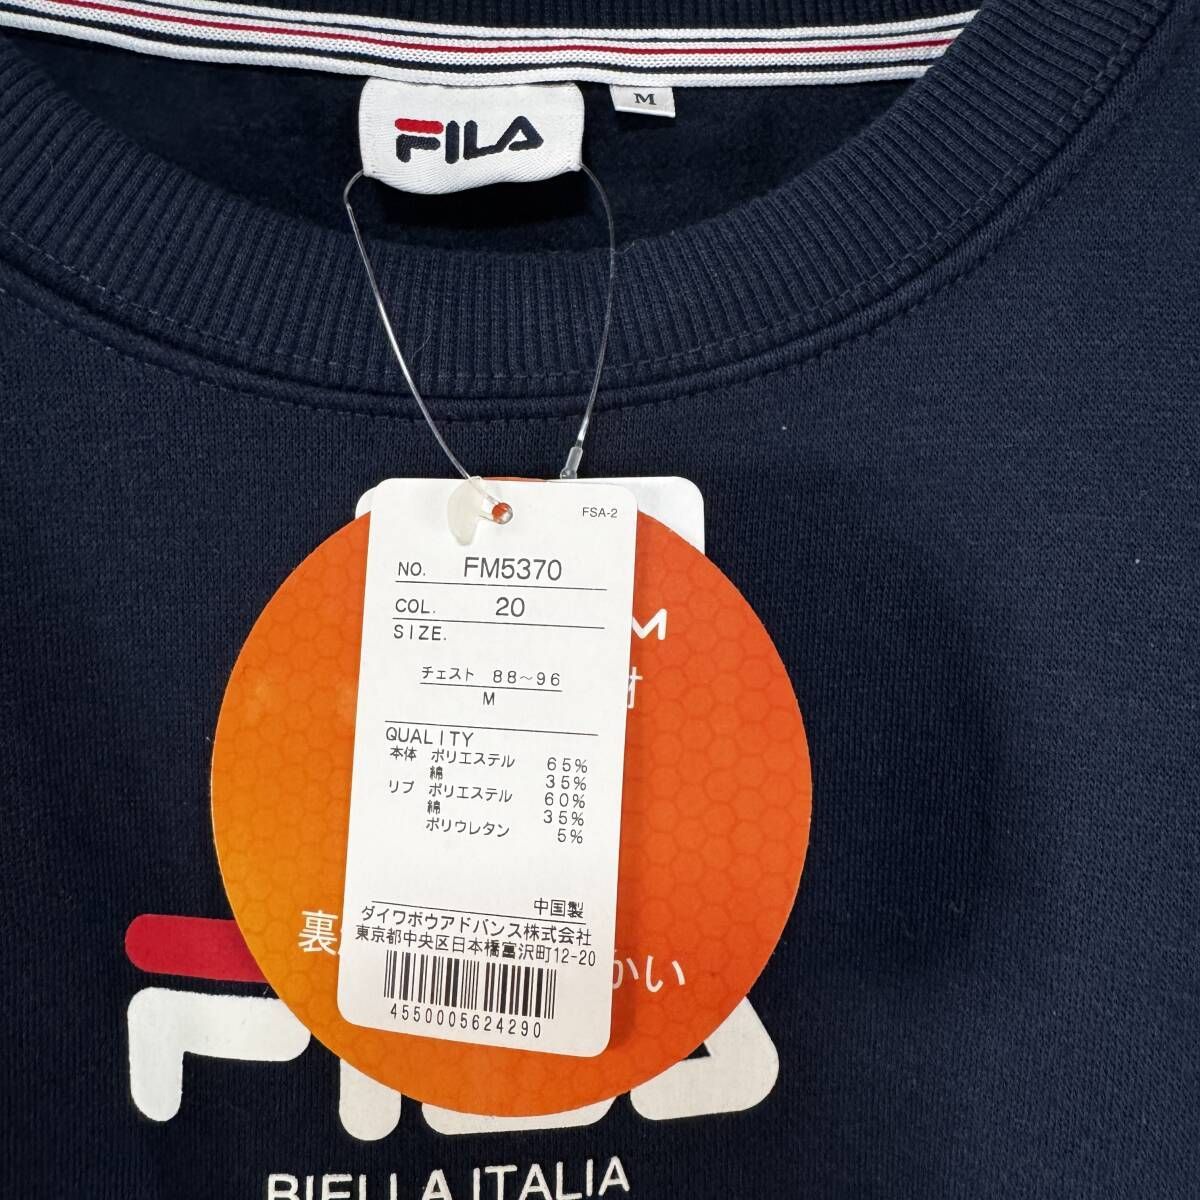 FILA
M
FSA-2
NO. FM5370
COL. 20
SIZE.
チェスト 88～96
M
QUALITY
本体 ポリエステル 65%
綿 35%
リブ ポリエステル 60%
綿 35%
ポリウレタン 5%
中国製
ダイワボウアドバンス株式会社
東京都中央区日本橋富沢町12-20
4550005624290
M
材
裏
かい
BIELLA ITALIA